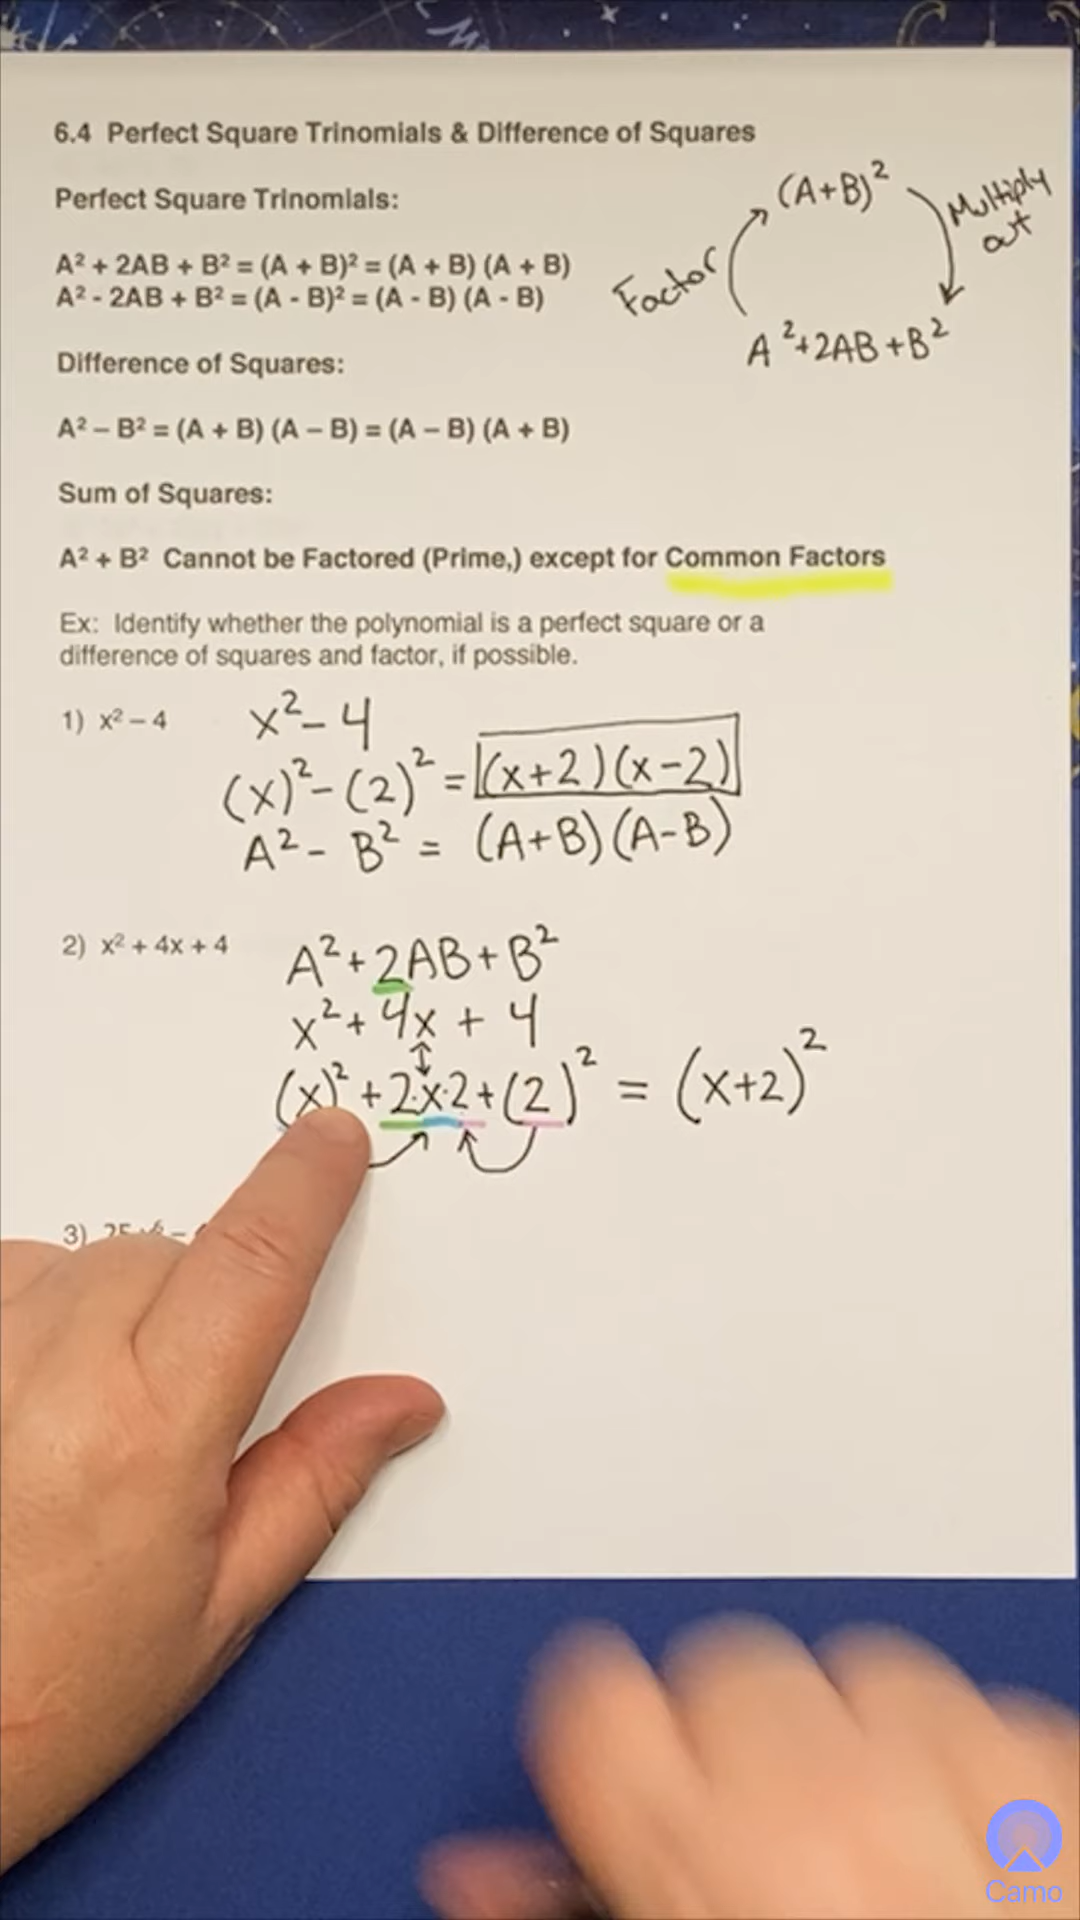 6.4 Perfect Square Trinomials & Difference of Squares
Perfect Square Trinomials:
A² + 2AB + B² = (A + B)² = (A + B) (A + B)
A² - 2AB + B² = (A - B)² = (A - B) (A - B)
(A+B)²
Multiply
out
Factor
A²+2AB+B²
Difference of Squares:
A² – B² = (A + B) (A – B) = (A – B) (A + B)
Sum of Squares:
A² + B² Cannot be Factored (Prime,) except for Common Factors
Ex: Identify whether the polynomial is a perfect square or a
difference of squares and factor, if possible.
1) x² – 4
x² - 4
(x)² - (2)² = (x+2)(x-2)
A² - B² = (A+B)(A-B)
2) x² + 4x + 4
A² + 2AB + B²
x² + 4x + 4
(x)² + 2·x·2 + (2)² = (x+2)²
3)
Camo